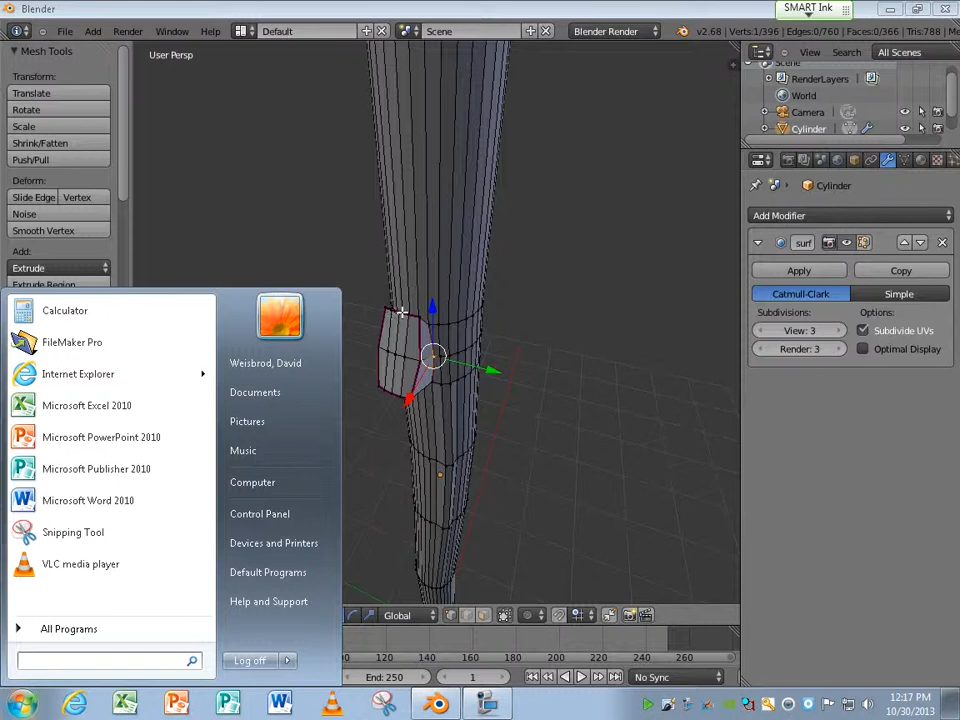 Blender
SMART Ink
File Add Render Window Help Default Scene Blender Render v2.68 | Verts:1/396 | Edges:0/760 | Faces:0/366 | Tris:788 | Me
Mesh Tools
User Persp
View Search All Scenes
Scene
RenderLayers
World
Camera
Cylinder
Transform:
Translate
Rotate
Scale
Shrink/Fatten
Push/Pull
Deform:
Slide Edge Vertex
Noise
Smooth Vertex
Add:
Extrude
Extrude Region
Cylinder
Add Modifier
surf
Apply Copy
Catmull-Clark Simple
Subdivisions: Options:
View: 3 Subdivide UVs
Render: 3 Optimal Display
Calculator
FileMaker Pro
Internet Explorer
Microsoft Excel 2010
Microsoft PowerPoint 2010
Microsoft Publisher 2010
Microsoft Word 2010
Snipping Tool
VLC media player
All Programs
Weisbrod, David
Documents
Pictures
Music
Computer
Control Panel
Devices and Printers
Default Programs
Help and Support
Log off
Global
120 140 160 180 200 220 240 260
End: 250 1 No Sync
12:17 PM
10/30/2013